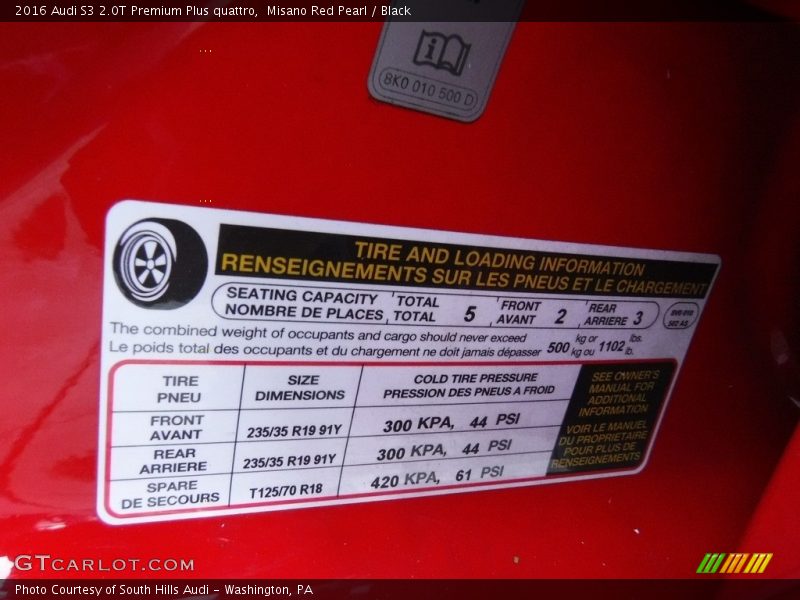 2016 Audi S3 2.0T Premium Plus quattro,  Misano Red Pearl / Black
8K0 010 500 D
TIRE AND LOADING INFORMATION
RENSEIGNEMENTS SUR LES PNEUS ET LE CHARGEMENT
SEATING CAPACITY TOTAL 5 FRONT 2 REAR 3
NOMBRE DE PLACES, TOTAL , AVANT , ARRIERE
The combined weight of occupants and cargo should never exceed 500 kg or 1102 lbs.
Le poids total des occupants et du chargement ne doit jamais dépasser kg ou lb.
TIRE SIZE COLD TIRE PRESSURE
PNEU DIMENSIONS PRESSION DES PNEUS A FROID
FRONT
AVANT 235/35 R19 91Y 300 KPA, 44 PSI
REAR
ARRIERE 235/35 R19 91Y 300 KPA, 44 PSI
SPARE
DE SECOURS T125/70 R18 420 KPA, 61 PSI
SEE OWNER'S
MANUAL FOR
ADDITIONAL
INFORMATION
VOIR LE MANUEL
DU PROPRIETAIRE
POUR PLUS DE
RENSEIGNEMENTS
GTCARLOT.COM
Photo Courtesy of South Hills Audi - Washington, PA